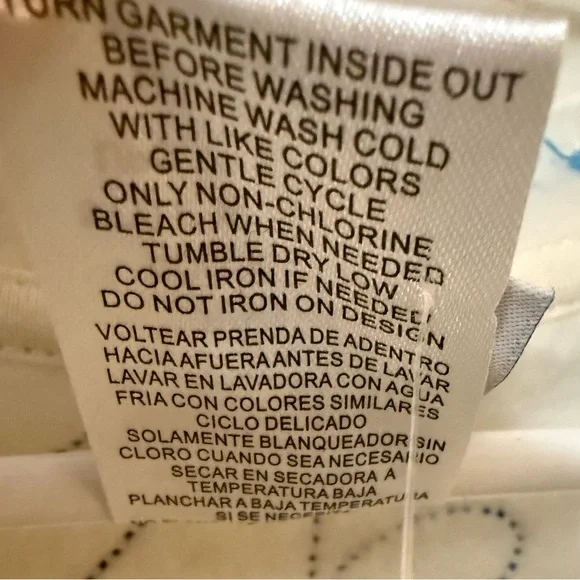 TURN GARMENT INSIDE OUT
BEFORE WASHING
MACHINE WASH COLD
WITH LIKE COLORS
GENTLE CYCLE
ONLY NON-CHLORINE
BLEACH WHEN NEEDED
TUMBLE DRY LOW
COOL IRON IF NEEDED
DO NOT IRON ON DESIGN
VOLTEAR PRENDA DE ADENTRO
HACIA AFUERA ANTES DE LAVAR
LAVAR EN LAVADORA CON AGUA
FRIA CON COLORES SIMILARES
CICLO DELICADO
SOLAMENTE BLANQUEADOR SIN
CLORO CUANDO SEA NECESARIO
SECAR EN SECADORA A
TEMPERATURA BAJA
PLANCHAR A BAJA TEMPERATURA
SI SE